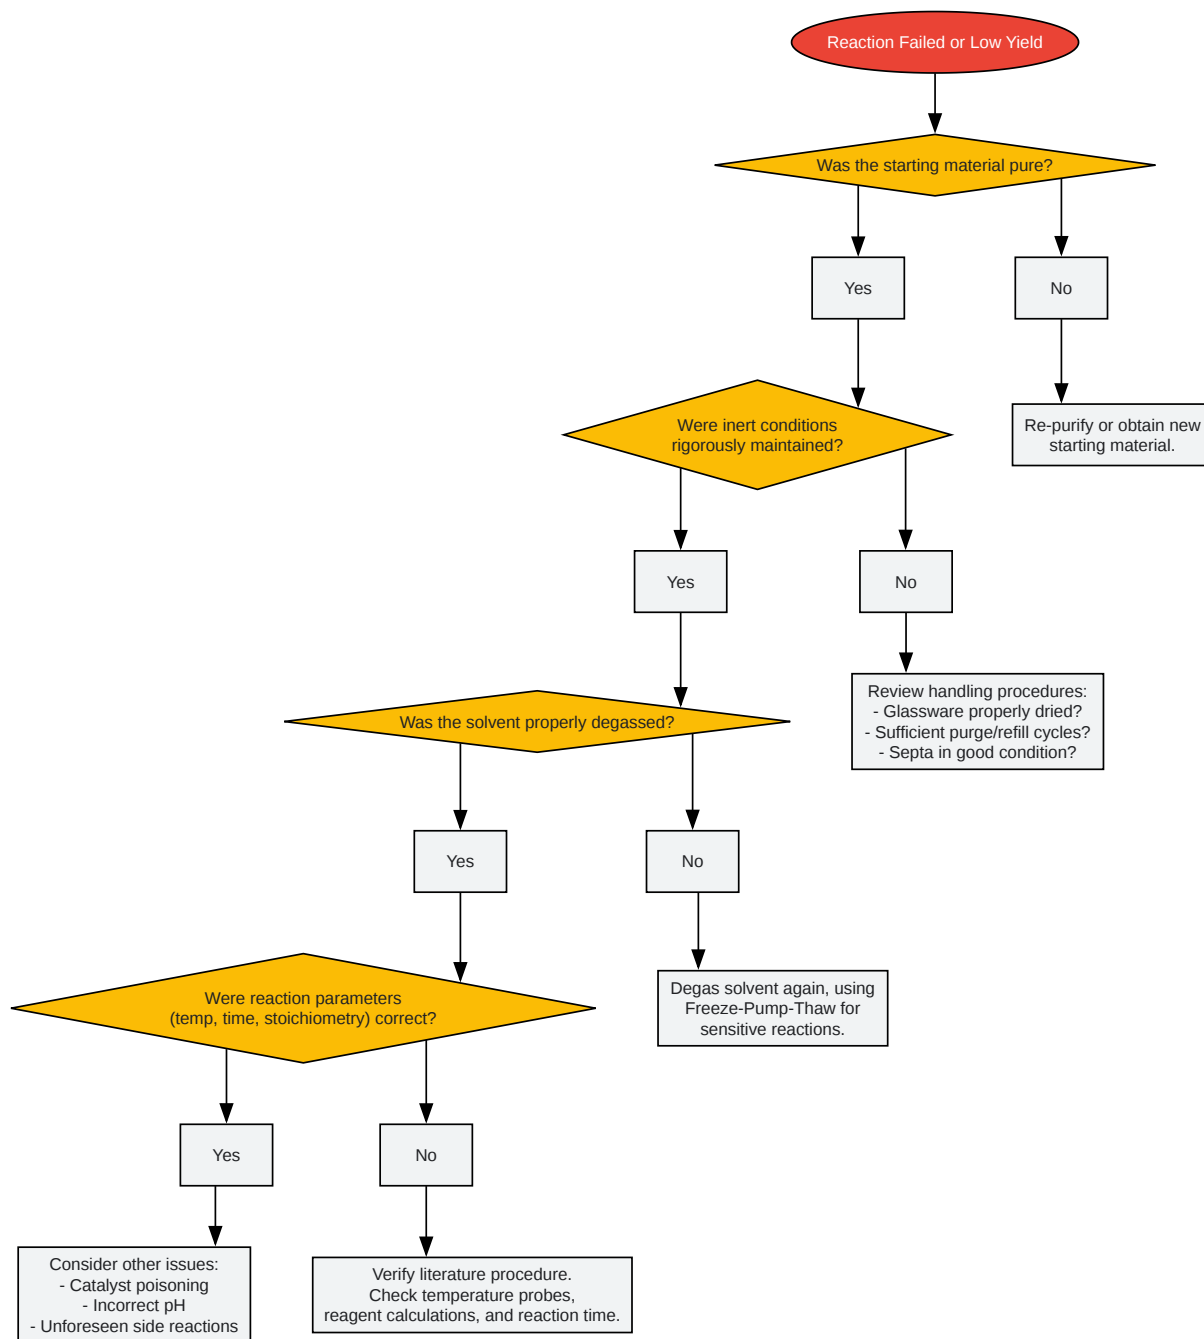 Reaction Failed or Low Yield
Was the starting material pure?
Yes
No
Were inert conditions
rigorously maintained?
Re-purify or obtain new
starting material.
Yes
No
Was the solvent properly degassed?
Review handling procedures:
- Glassware properly dried?
- Sufficient purge/refill cycles?
- Septa in good condition?
Yes
No
Were reaction parameters
(temp, time, stoichiometry) correct?
Degas solvent again, using
Freeze-Pump-Thaw for
sensitive reactions.
Yes
No
Consider other issues:
- Catalyst poisoning
- Incorrect pH
- Unforeseen side reactions
Verify literature procedure.
Check temperature probes,
reagent calculations, and reaction time.